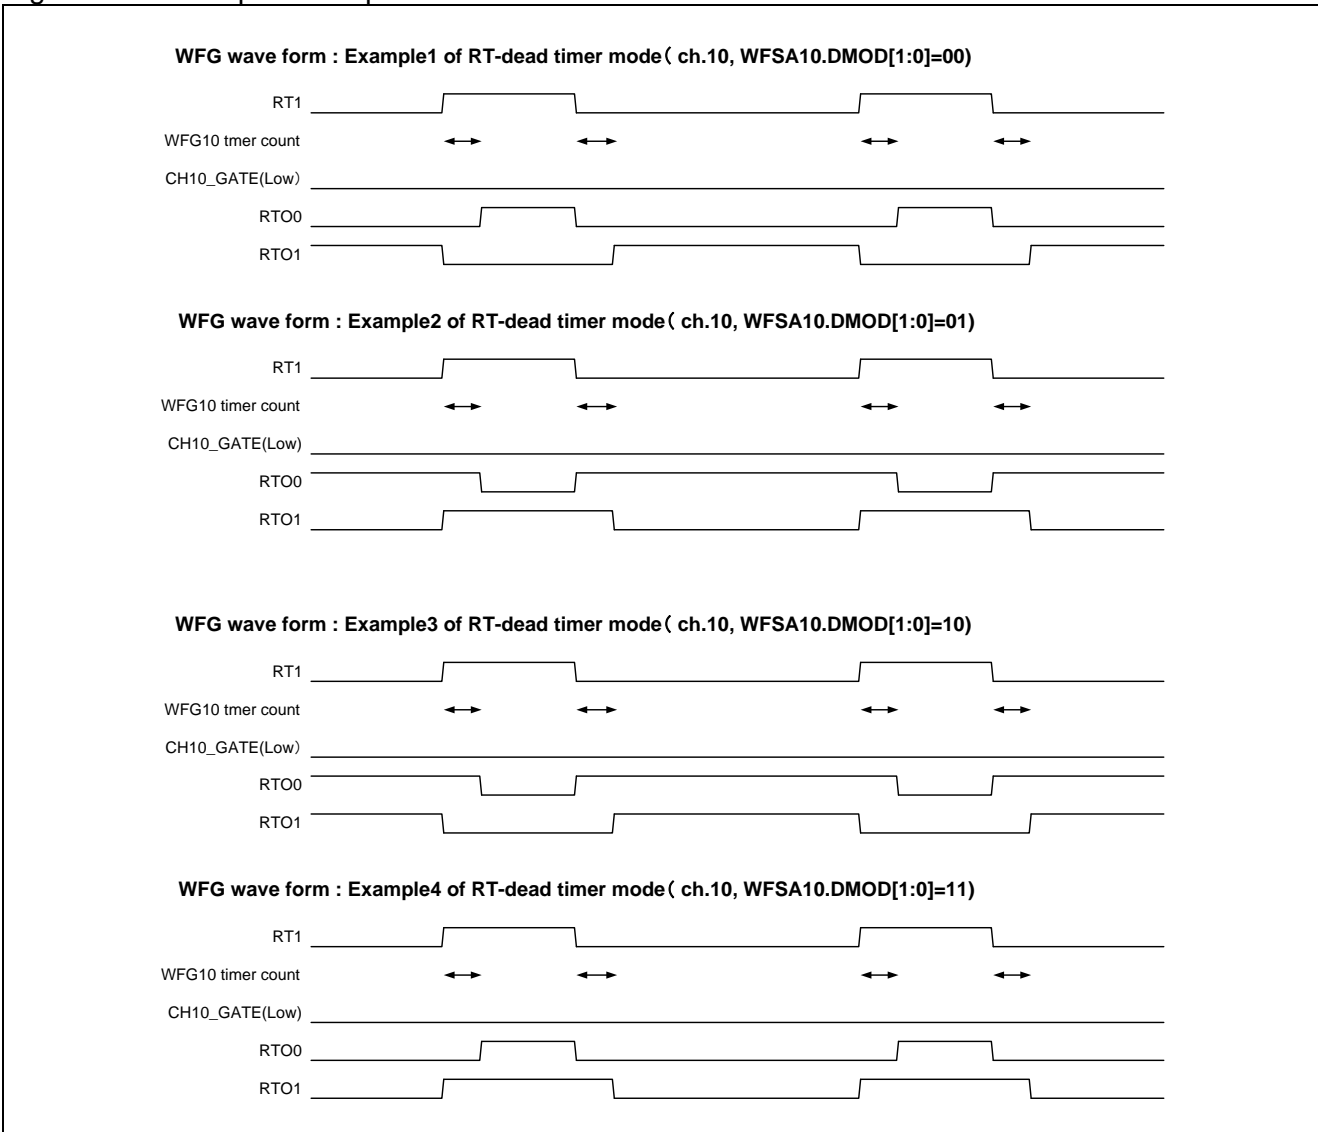 WFG wave form : Example1 of RT-dead timer mode（ ch.10, WFSA10.DMOD[1:0]=00)
RT1
WFG10 tmer count
CH10_GATE(Low）
RTO0
RTO1
WFG wave form : Example2 of RT-dead timer mode（ ch.10, WFSA10.DMOD[1:0]=01)
RT1
WFG10 timer count
CH10_GATE(Low)
RTO0
RTO1
WFG wave form : Example3 of RT-dead timer mode（ ch.10, WFSA10.DMOD[1:0]=10)
RT1
WFG10 tmer count
CH10_GATE(Low）
RTO0
RTO1
WFG wave form : Example4 of RT-dead timer mode（ ch.10, WFSA10.DMOD[1:0]=11)
RT1
WFG10 timer count
CH10_GATE(Low)
RTO0
RTO1